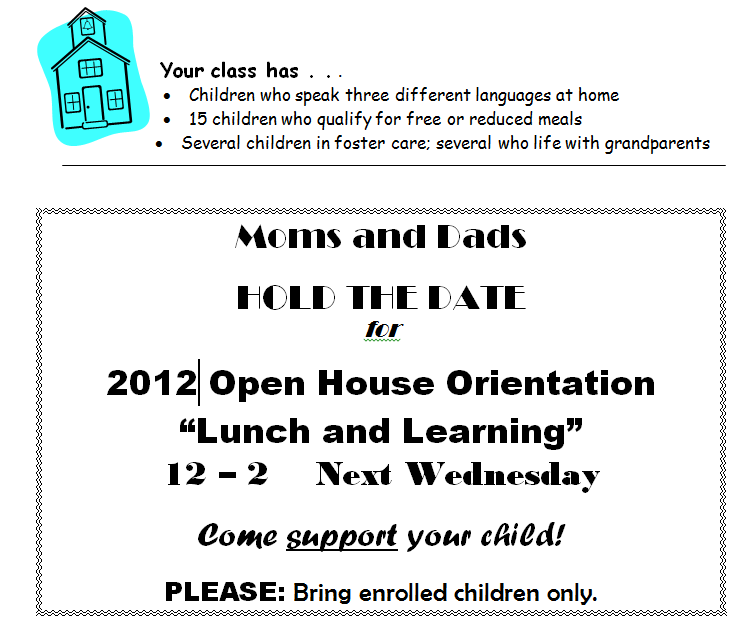 Your class has . . .
• Children who speak three different languages at home
• 15 children who qualify for free or reduced meals
• Several children in foster care; several who life with grandparents
Moms and Dads
HOLD THE DATE
for
2012 Open House Orientation
“Lunch and Learning”
12 – 2 Next Wednesday
Come support your child!
PLEASE: Bring enrolled children only.